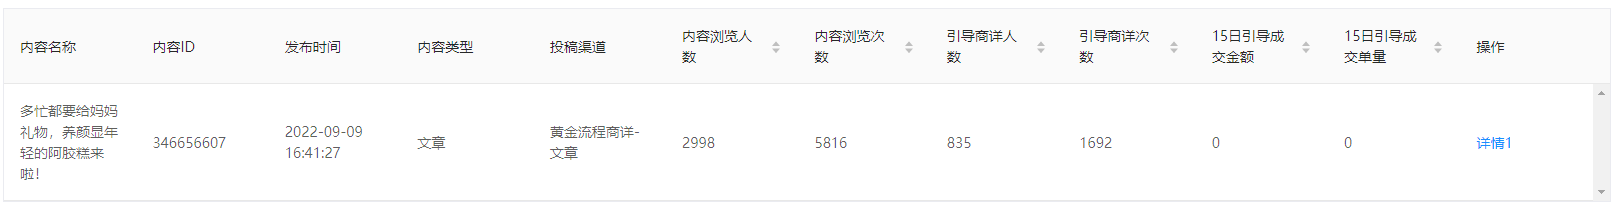 内容名称
内容ID
发布时间
内容类型
投稿渠道
内容浏览人
数
内容浏览次
数
引导商详人
数
引导商详次
数
15日引导成
交金额
15日引导成
交单量
操作
多忙都要给妈妈
礼物，养颜显年
轻的阿胶糕来
啦！
346656607
2022-09-09
16:41:27
文章
黄金流程商详-
文章
2998
5816
835
1692
0
0
详情1